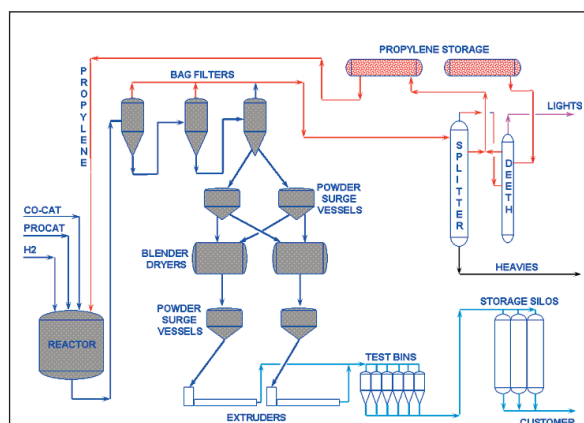 PROPYLENE STORAGE
PROPYLENE
BAG FILTERS
LIGHTS
SPLITTER
DEETH
CO-CAT
PROCAT
H2
POWDER
SURGE
VESSELS
BLENDER
DRYERS
HEAVIES
POWDER
SURGE
VESSELS
STORAGE SILOS
REACTOR
TEST BINS
EXTRUDERS
CUSTOMER